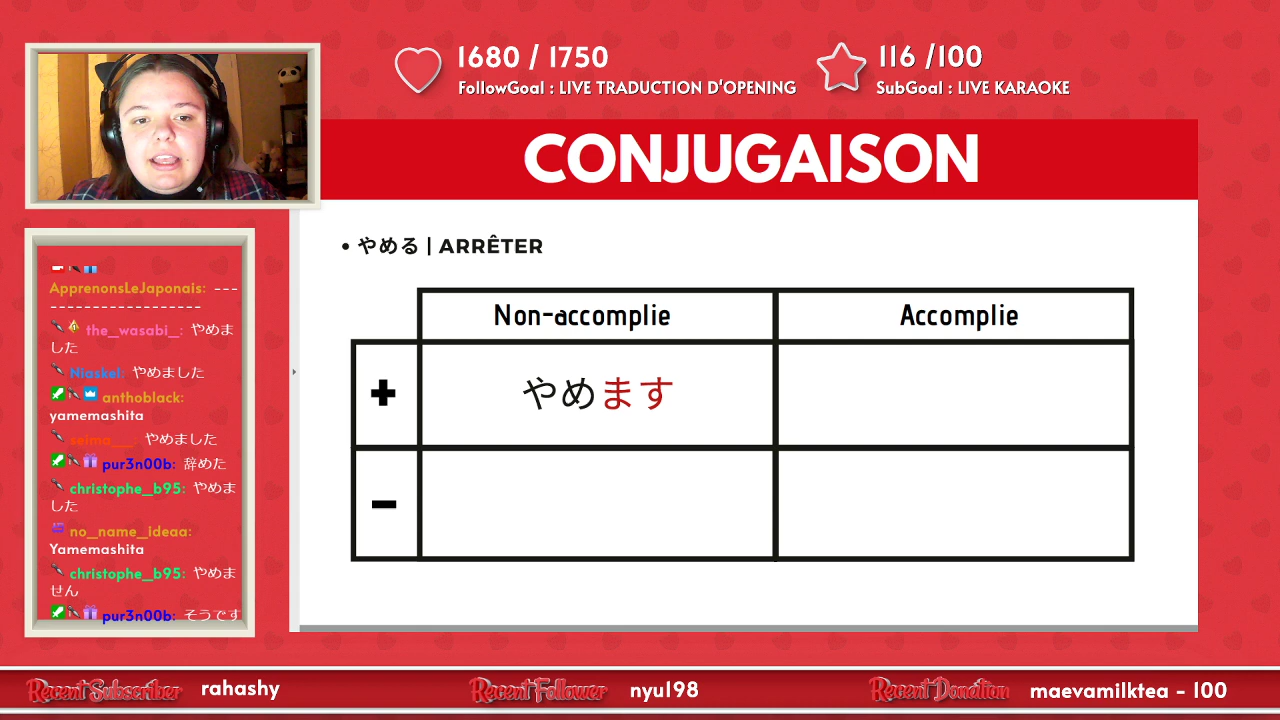 1680 / 1750
FollowGoal : LIVE TRADUCTION D'OPENING
116 /100
SubGoal : LIVE KARAOKE
CONJUGAISON
• やめる | ARRÊTER
Non-accomplie
Accomplie
+
やめます
-
ApprenonsLeJaponais: ---
------------------
the_wasabi_: やめま
した
Niaskel: やめました
anthoblack:
yamemashita
seima___: やめました
pur3n00b: 辞めた
christophe_b95: やめま
した
no_name_ideaa:
Yamemashita
christophe_b95: やめま
せん
pur3n00b: そうです
Recent Subscriber rahashy
Recent Follower nyu198
Recent Donation maevamilktea - 100